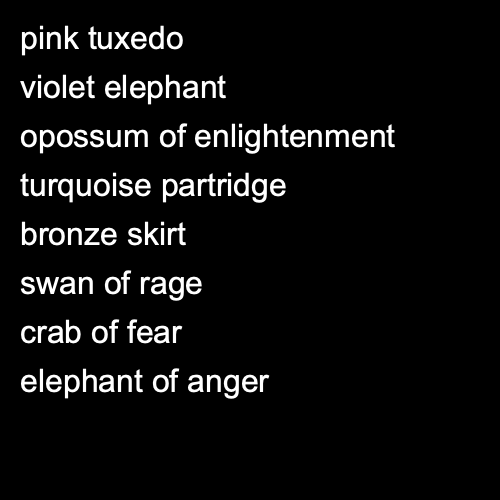 pink tuxedo
violet elephant
opossum of enlightenment
turquoise partridge
bronze skirt
swan of rage
crab of fear
elephant of anger